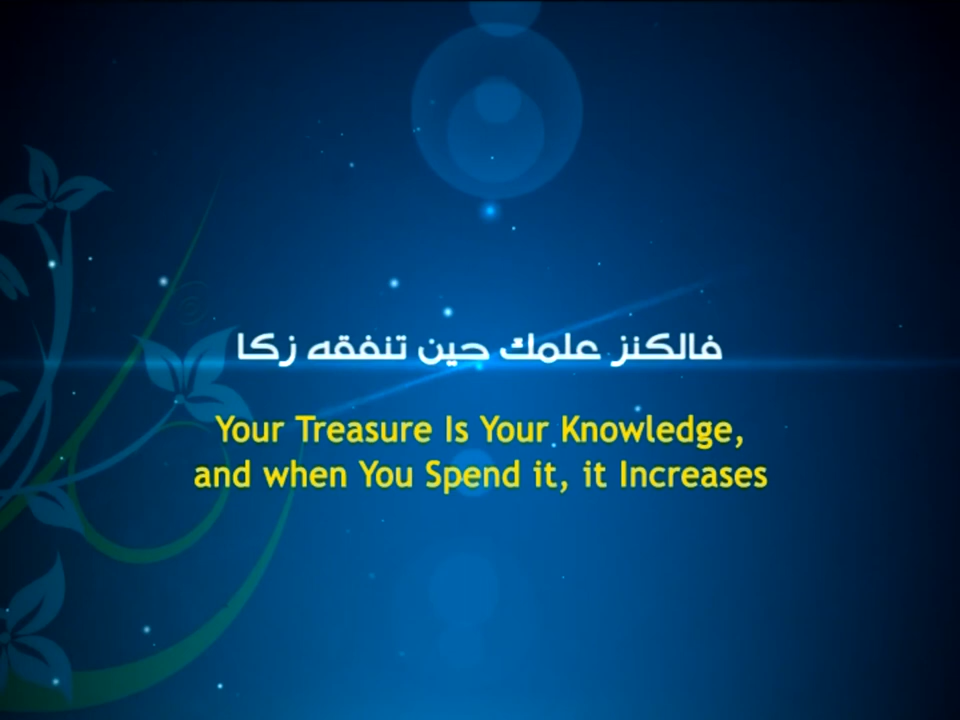 فالكنز علمك حين تنفقه زكا
Your Treasure Is Your Knowledge,
and when You Spend it, it Increases